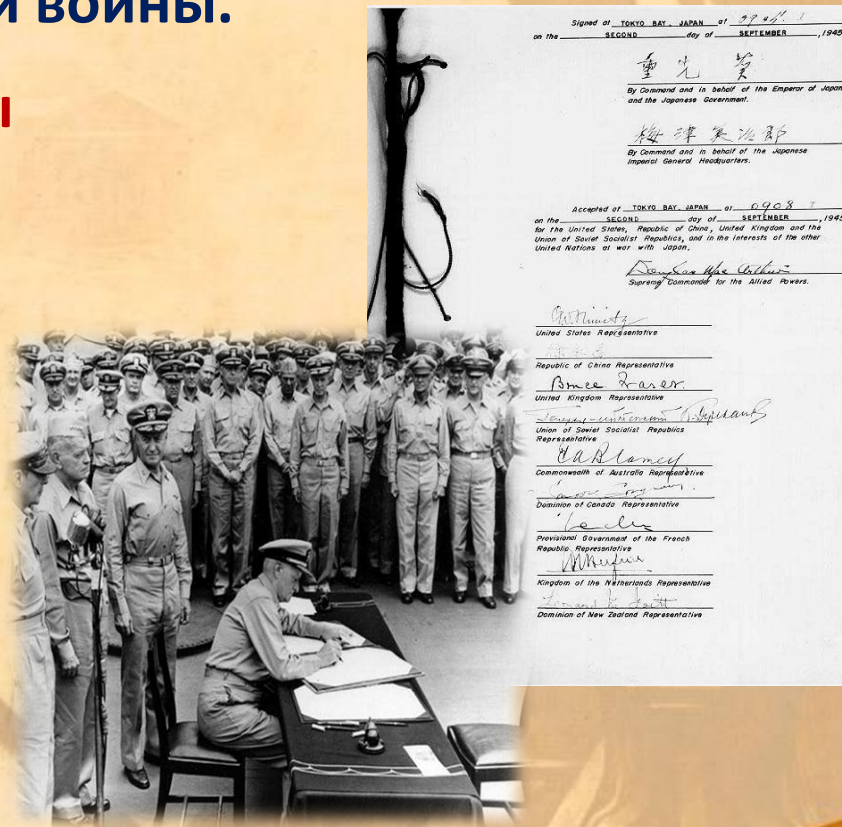 й войны.
ы
Signed at TOKYO BAY, JAPAN at 0904 I
on the SECOND day of SEPTEMBER, 1945
重光葵
By Command and in behalf of the Emperor of Japan
and the Japanese Government.
梅津美治郎
By Command and in behalf of the Japanese
Imperial General Headquarters.
Accepted at TOKYO BAY, JAPAN at 0908 I
on the SECOND day of SEPTEMBER, 1945
for the United States, Republic of China, United Kingdom and the
Union of Soviet Socialist Republics, and in the interests of the other
United Nations at war with Japan.
Douglas MacArthur
Supreme Commander for the Allied Powers.
C.W. Nimitz
United States Representative
Republic of China Representative
Bruce Fraser
United Kingdom Representative
Union of Soviet Socialist Republics
Representative
T.A. Blamey
Commonwealth of Australia Representative
Dominion of Canada Representative
Provisional Government of the French
Republic Representative
Kingdom of the Netherlands Representative
Dominion of New Zealand Representative